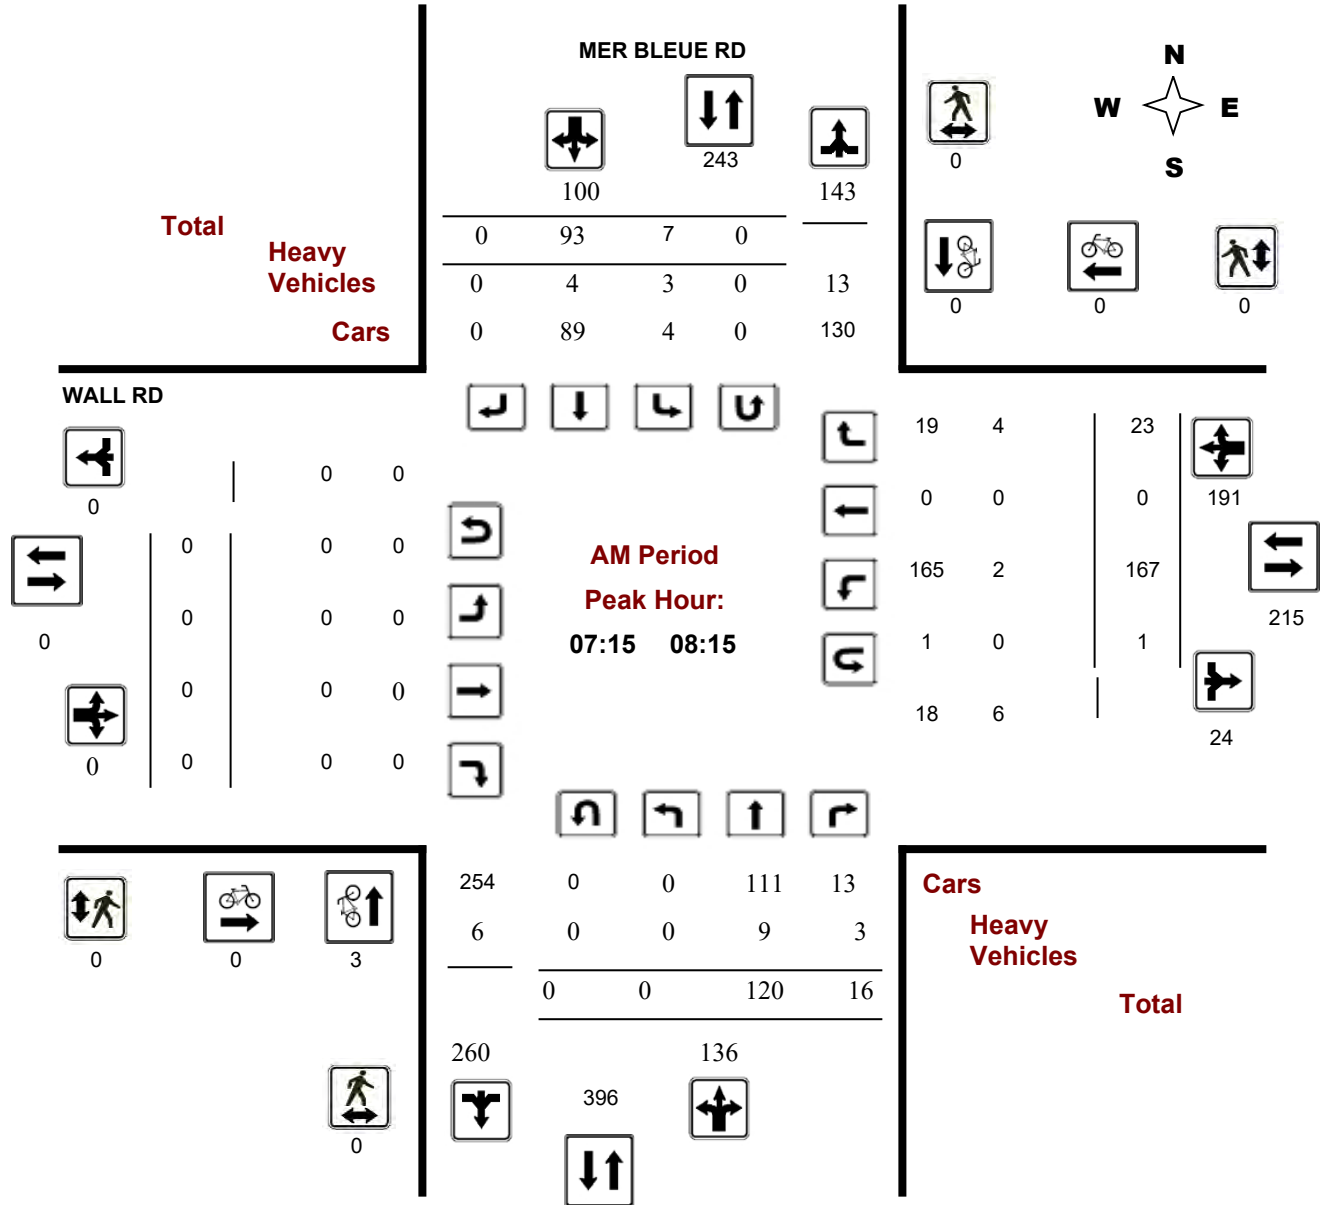 MER BLEUE RD
N
W E
S
243
0
100 143
Total
0 93 7 0
Heavy
Vehicles
0 4 3 0 13
Cars
0 89 4 0 130
0 0 0
WALL RD
19 4 23
0 0
0
0 0 0 191
0 0 0
AM Period
165 2 167
Peak Hour:
0 0 0
215
0
07:15 08:15
1 0 1
0 0 0
18 6
24
0 0 0 0
254 0 0 111 13
Cars
6 0 0 9 3
Heavy
Vehicles
0 0 3
0 0 120 16
Total
260 136
396
0